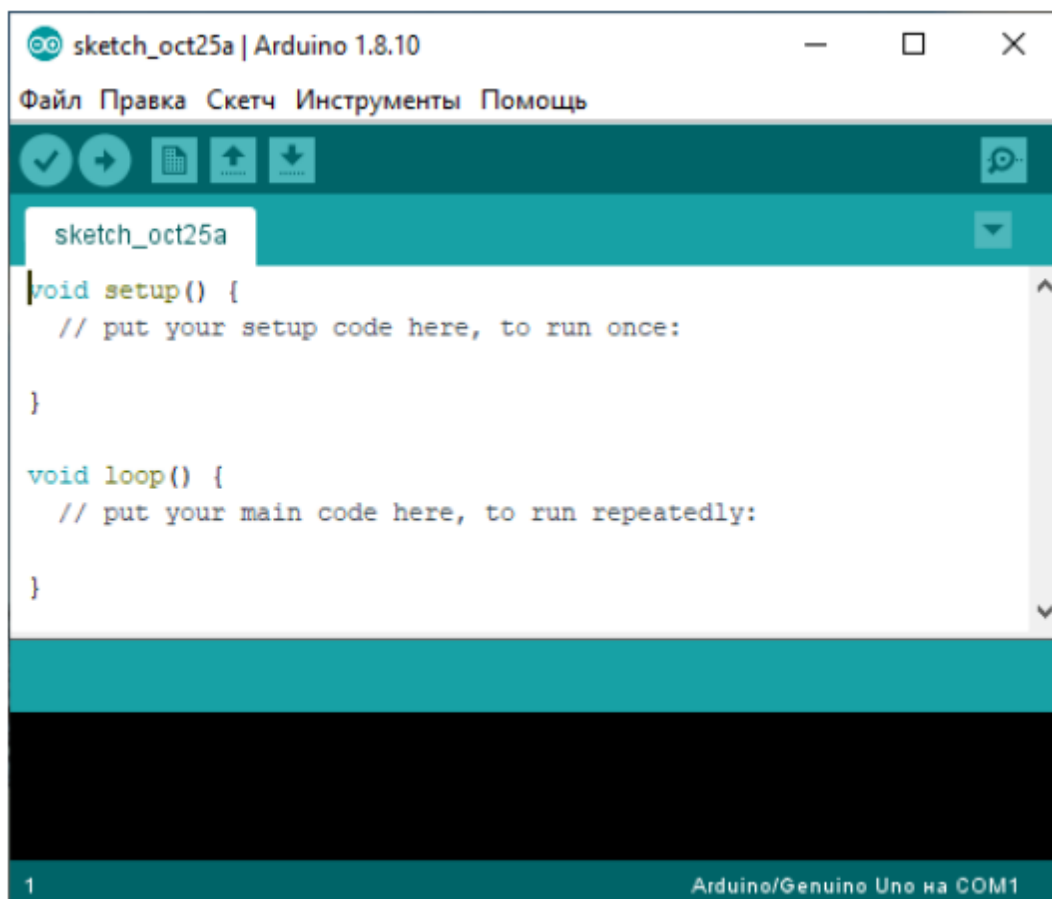 sketch_oct25a | Arduino 1.8.10
Файл Правка Скетч Инструменты Помощь
sketch_oct25a
void setup() {
  // put your setup code here, to run once:
}
void loop() {
  // put your main code here, to run repeatedly:
}
1 Arduino/Genuino Uno на COM1